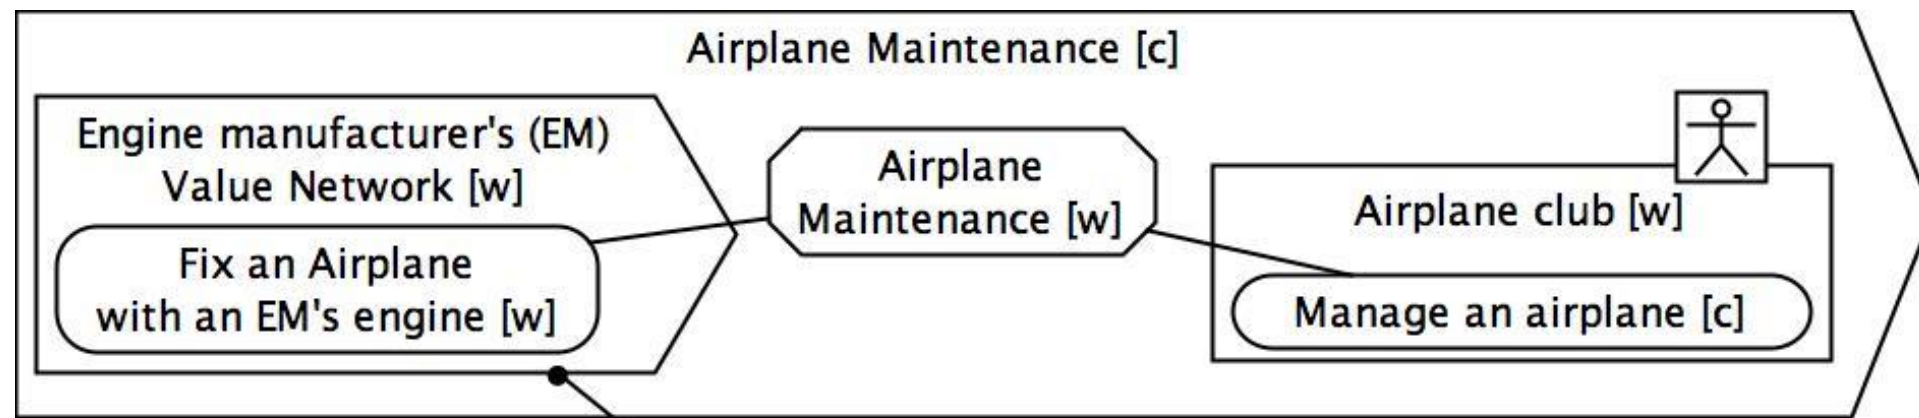 Airplane Maintenance [c]
Engine manufacturer's (EM)
Value Network [w]
Fix an Airplane
with an EM's engine [w]
Airplane
Maintenance [w]
Airplane club [w]
Manage an airplane [c]